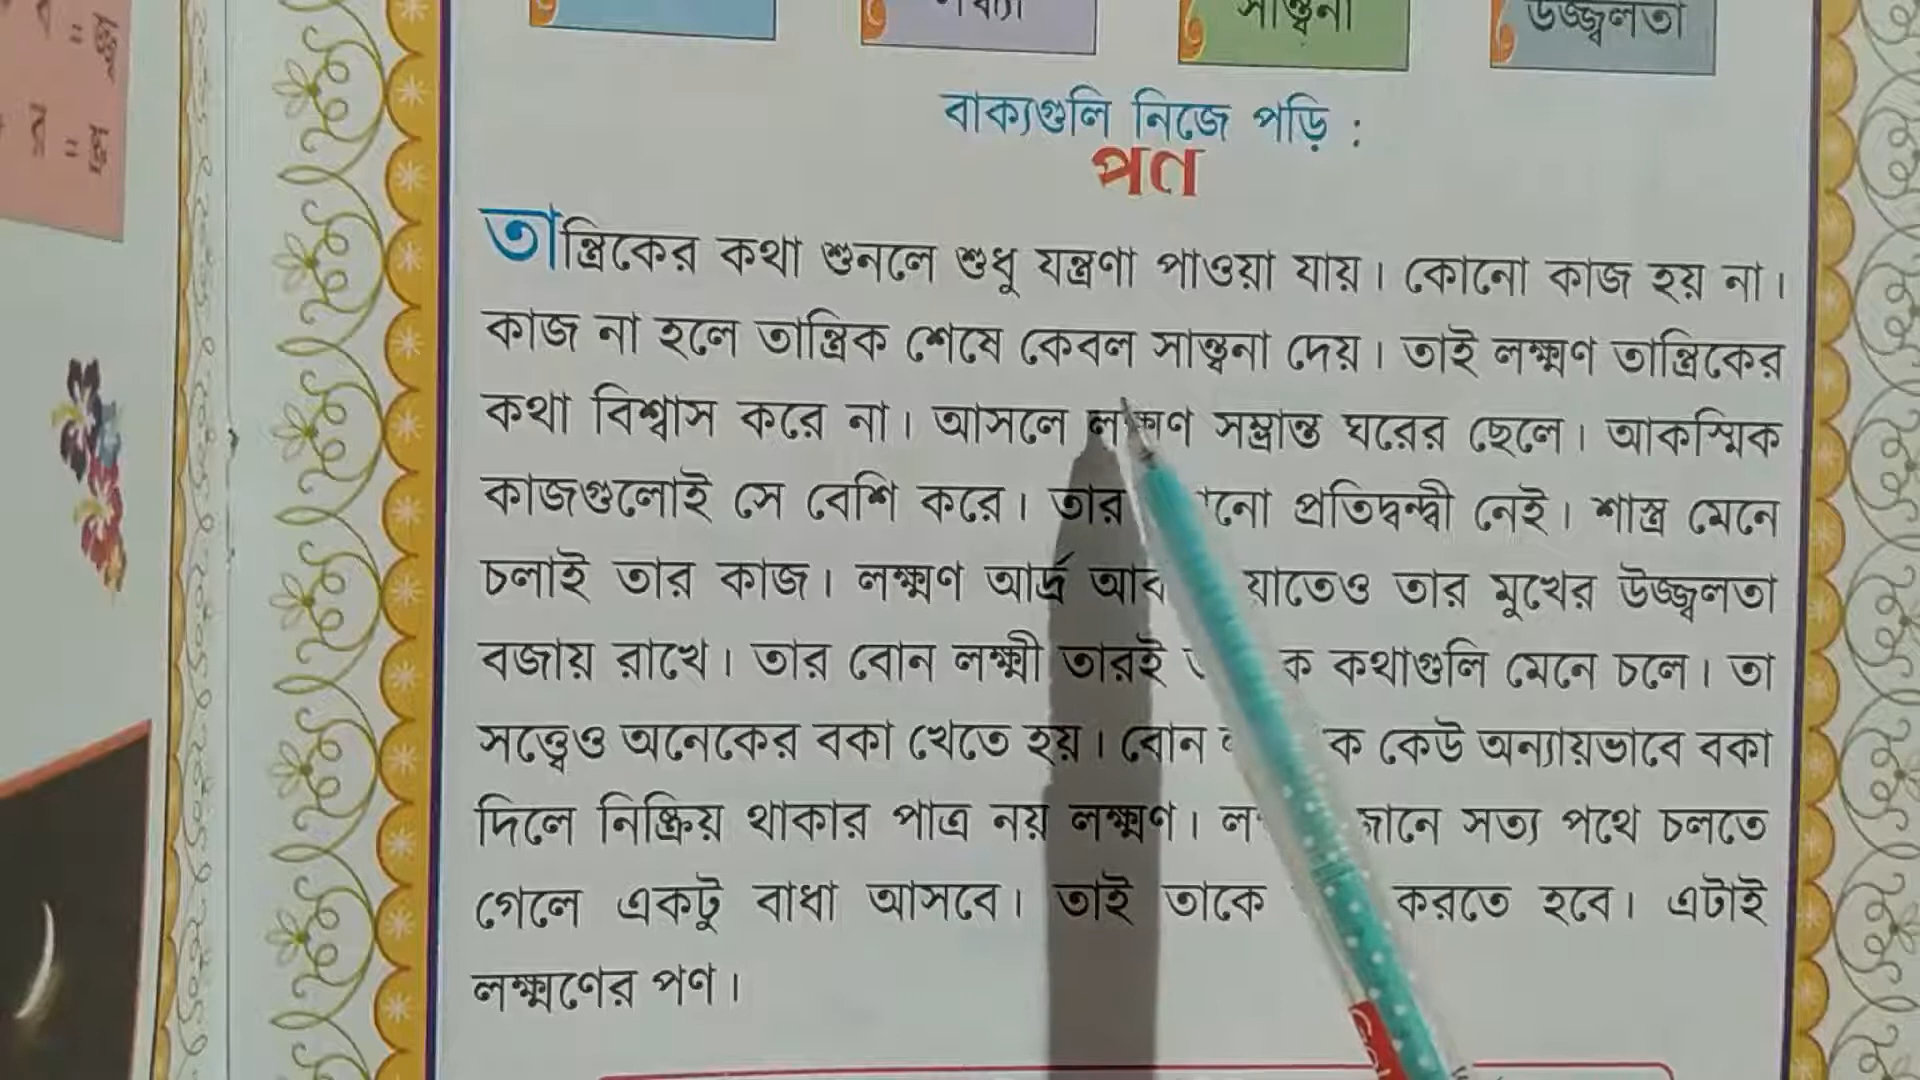 সান্ত্বনা উজ্জ্বলতা
বাক্যগুলি নিজে পড়ি :
পণ
তান্ত্রিকের কথা শুনলে শুধু যন্ত্রণা পাওয়া যায়। কোনো কাজ হয় না।
কাজ না হলে তান্ত্রিক শেষে কেবল সান্ত্বনা দেয়। তাই লক্ষ্মণ তান্ত্রিকের
কথা বিশ্বাস করে না। আসলে লক্ষ্মণ সম্ভ্রান্ত ঘরের ছেলে। আকস্মিক
কাজগুলোই সে বেশি করে। তার প্রতিদ্বন্দ্বী নেই। শাস্ত্র মেনে
চলাই তার কাজ। লক্ষ্মণ আর্দ্র তার মুখের উজ্জ্বলতা
বজায় রাখে। তার বোন লক্ষ্মী তারই কথাগুলি মেনে চলে। তা
সত্ত্বেও অনেকের বকা খেতে হয়। বোন কেউ অন্যায়ভাবে বকা
দিলে নিষ্ক্রিয় থাকার পাত্র নয় লক্ষ্মণ। জানে সত্য পথে চলতে
গেলে একটু বাধা আসবে। তাই তাকে করতে হবে। এটাই
লক্ষ্মণের পণ।